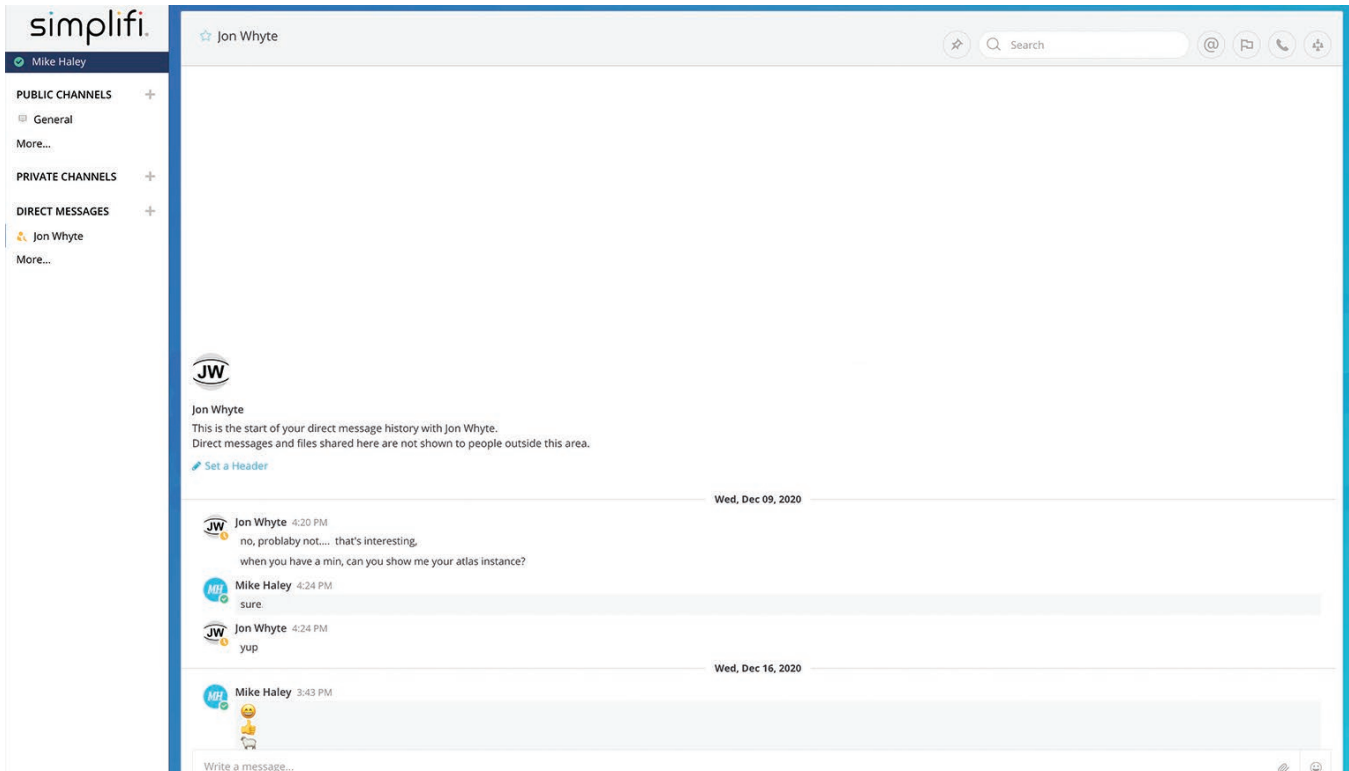 simplifi.
Mike Haley
PUBLIC CHANNELS
General
More...
PRIVATE CHANNELS
DIRECT MESSAGES
Jon Whyte
More...
Jon Whyte
Search
@
JW
Jon Whyte
This is the start of your direct message history with Jon Whyte.
Direct messages and files shared here are not shown to people outside this area.
Set a Header
Wed, Dec 09, 2020
JW
Jon Whyte 4:20 PM
no, problaby not.... that's interesting,
when you have a min, can you show me your atlas instance?
MH
Mike Haley 4:24 PM
sure.
JW
Jon Whyte 4:24 PM
yup
Wed, Dec 16, 2020
MH
Mike Haley 3:43 PM
Write a message...